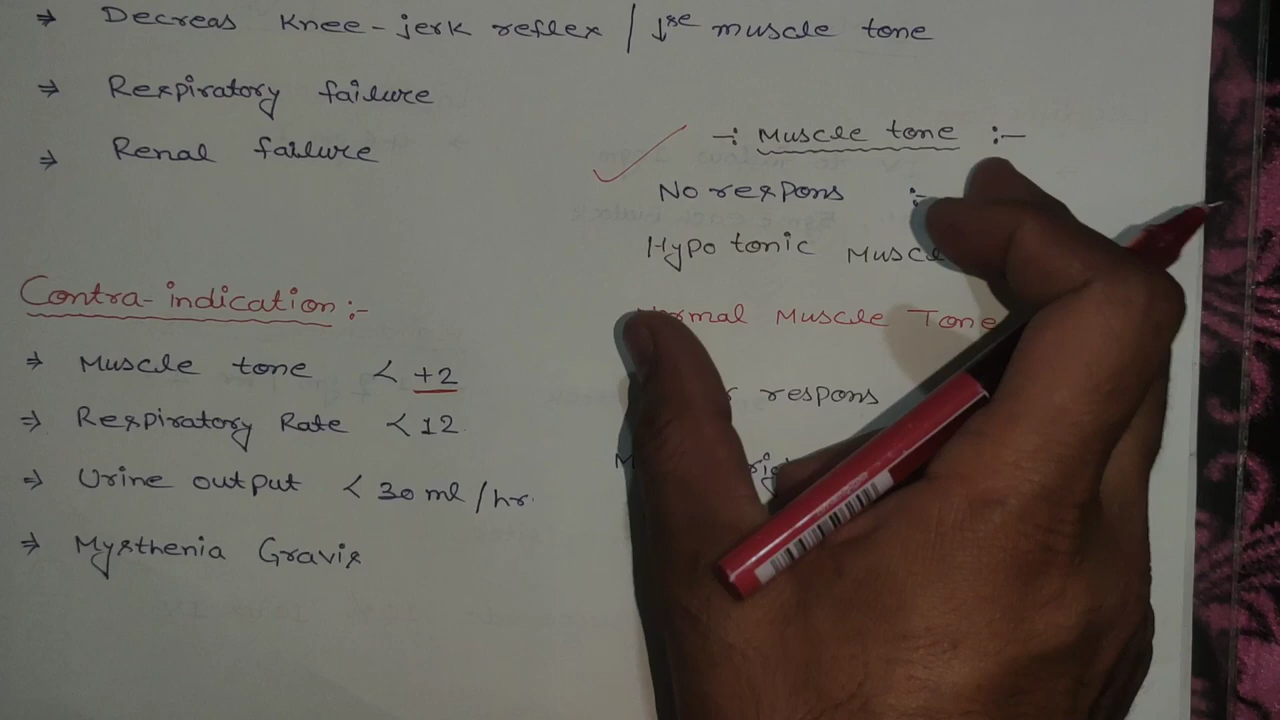 ⇒ Decreas Knee-jerk reflex / ↓se muscle tone
⇒ Respiratory failure
⇒ Renal failure
-: Muscle tone :-
No respons :-
Hypo tonic
Muscle Tone
respons
Contra-indication :-
⇒ Muscle tone < +2
⇒ Respiratory Rate < 12
⇒ Urine output < 30 ml/hr.
⇒ Mysthenia Gravis